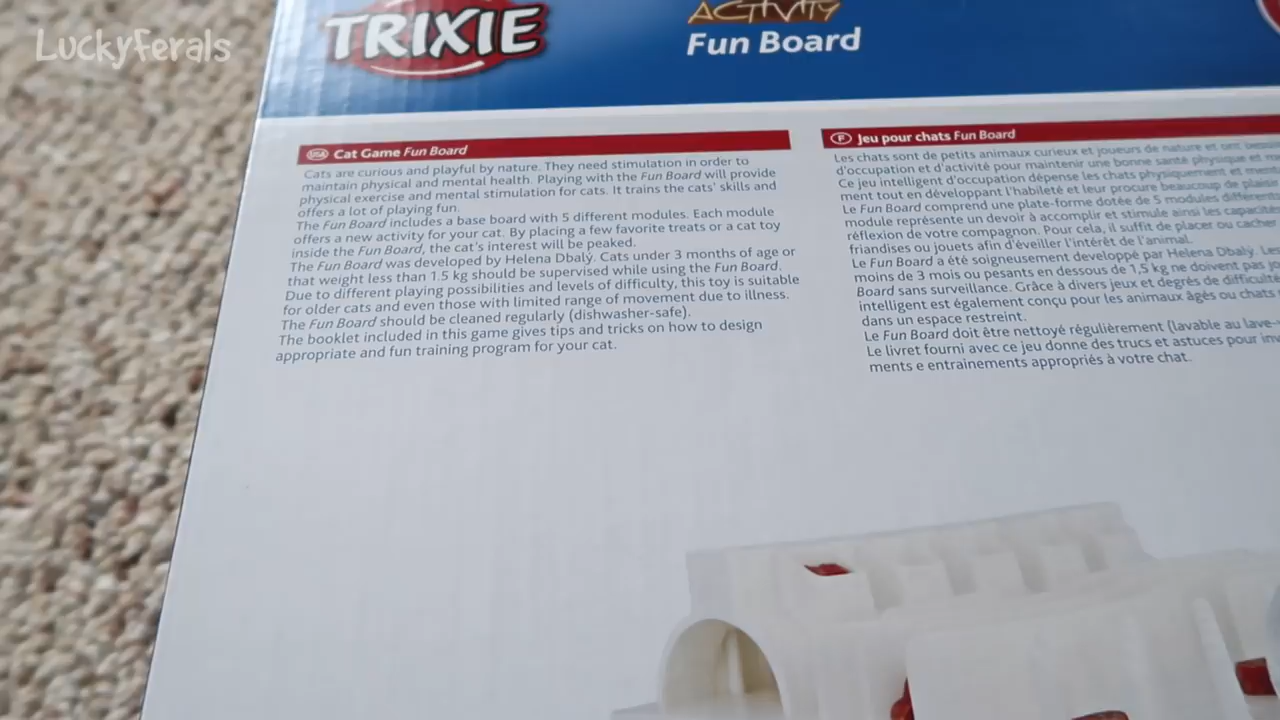 LuckyFerals
TRIXIE
ACTIVITY
Fun Board
USA Cat Game Fun Board
Cats are curious and playful by nature. They need stimulation in order to
maintain physical and mental health. Playing with the Fun Board will provide
physical exercise and mental stimulation for cats. It trains the cats' skills and
offers a lot of playing fun.
The Fun Board includes a base board with 5 different modules. Each module
offers a new activity for your cat. By placing a few favorite treats or a cat toy
inside the Fun Board, the cat's interest will be peaked.
The Fun Board was developed by Helena Dbalý. Cats under 3 months of age or
that weight less than 1.5 kg should be supervised while using the Fun Board.
Due to different playing possibilities and levels of difficulty, this toy is suitable
for older cats and even those with limited range of movement due to illness.
The Fun Board should be cleaned regularly (dishwasher-safe).
The booklet included in this game gives tips and tricks on how to design
appropriate and fun training program for your cat.
F Jeu pour chats Fun Board
Les chats sont de petits animaux curieux et joueurs de nature et ont
d'occupation et d'activité pour maintenir une bonne santé physique et
Ce jeu intelligent d'occupation dépense les chats physiquement et
ment tout en développant l'habileté et leur procure beaucoup de plaisir
Le Fun Board comprend une plate-forme dotée de 5 modules
module représente un devoir à accomplir et stimule ainsi les
réflexion de votre compagnon. Pour cela, il suffit de placer ou cacher
friandises ou jouets afin d'éveiller l'intérêt de l'animal.
Le Fun Board a été soigneusement developpé par Helena Dbalý. Les
moins de 3 mois ou pesants en dessous de 1,5 kg ne doivent pas
Board sans surveillance. Grâce à divers jeux et degrès de
intelligent est également conçu pour les animaux âgés ou chats
dans un espace restreint.
Le Fun Board doit être nettoyé régulièrement (lavable au lave-
Le livret fourni avec ce jeu donne des trucs et astuces pour
ments e entrainements appropriés à votre chat.